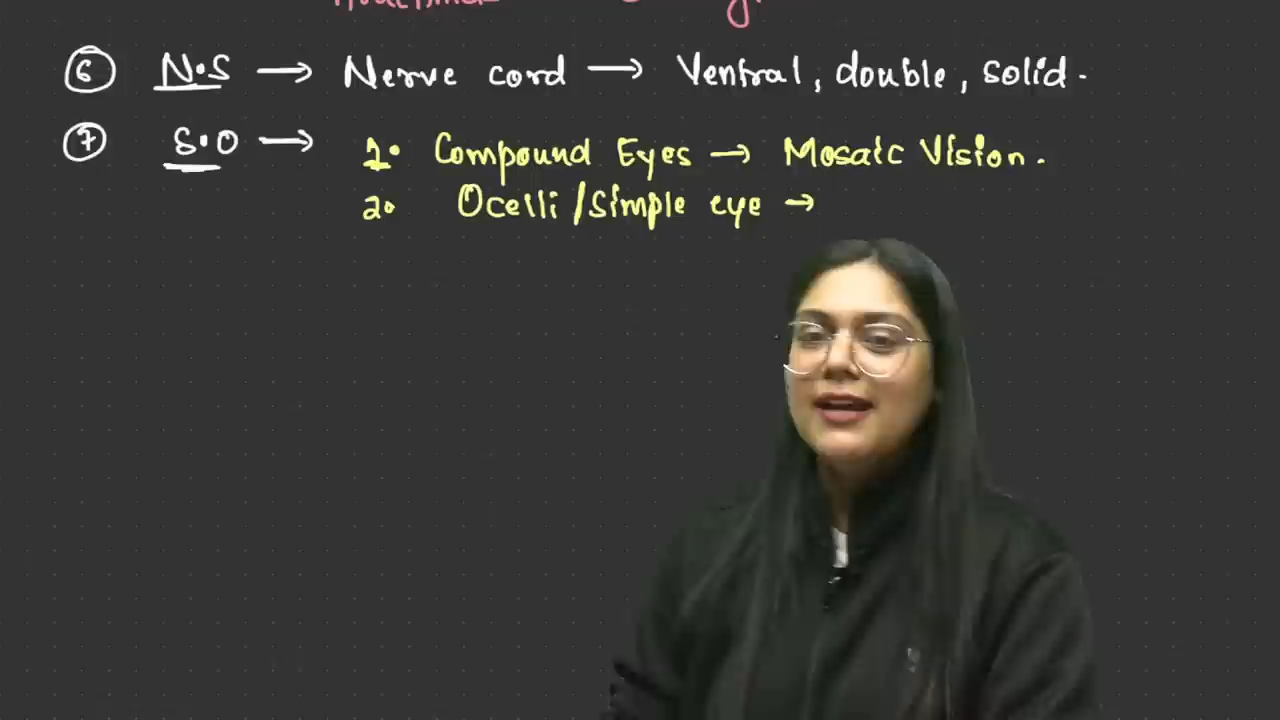 6 N.S → Nerve cord → Ventral, double, solid.
7 S.O → 1. Compound Eyes → Mosaic Vision.
2. Ocelli/Simple eye →